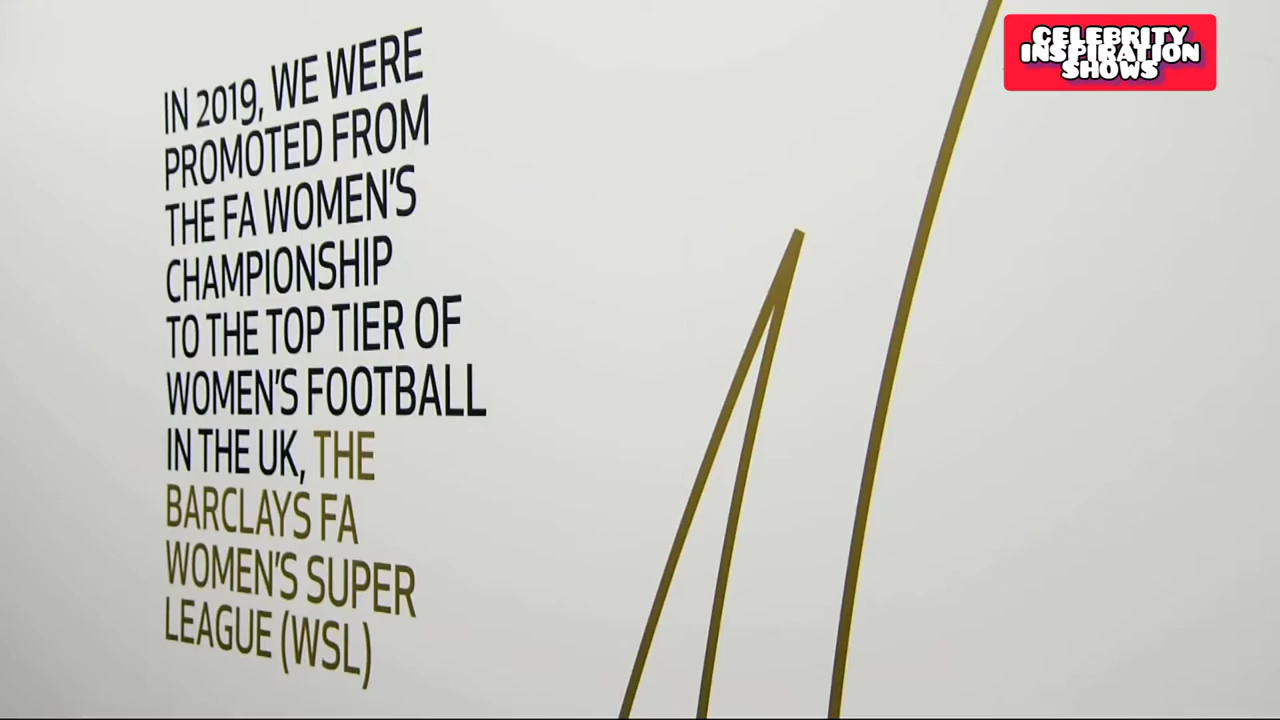 IN 2019, WE WERE
PROMOTED FROM
THE FA WOMEN'S
CHAMPIONSHIP
TO THE TOP TIER OF
WOMEN'S FOOTBALL
IN THE UK, THE
BARCLAYS FA
WOMEN'S SUPER
LEAGUE (WSL)
CELEBRITY
INSPIRATION
SHOWS